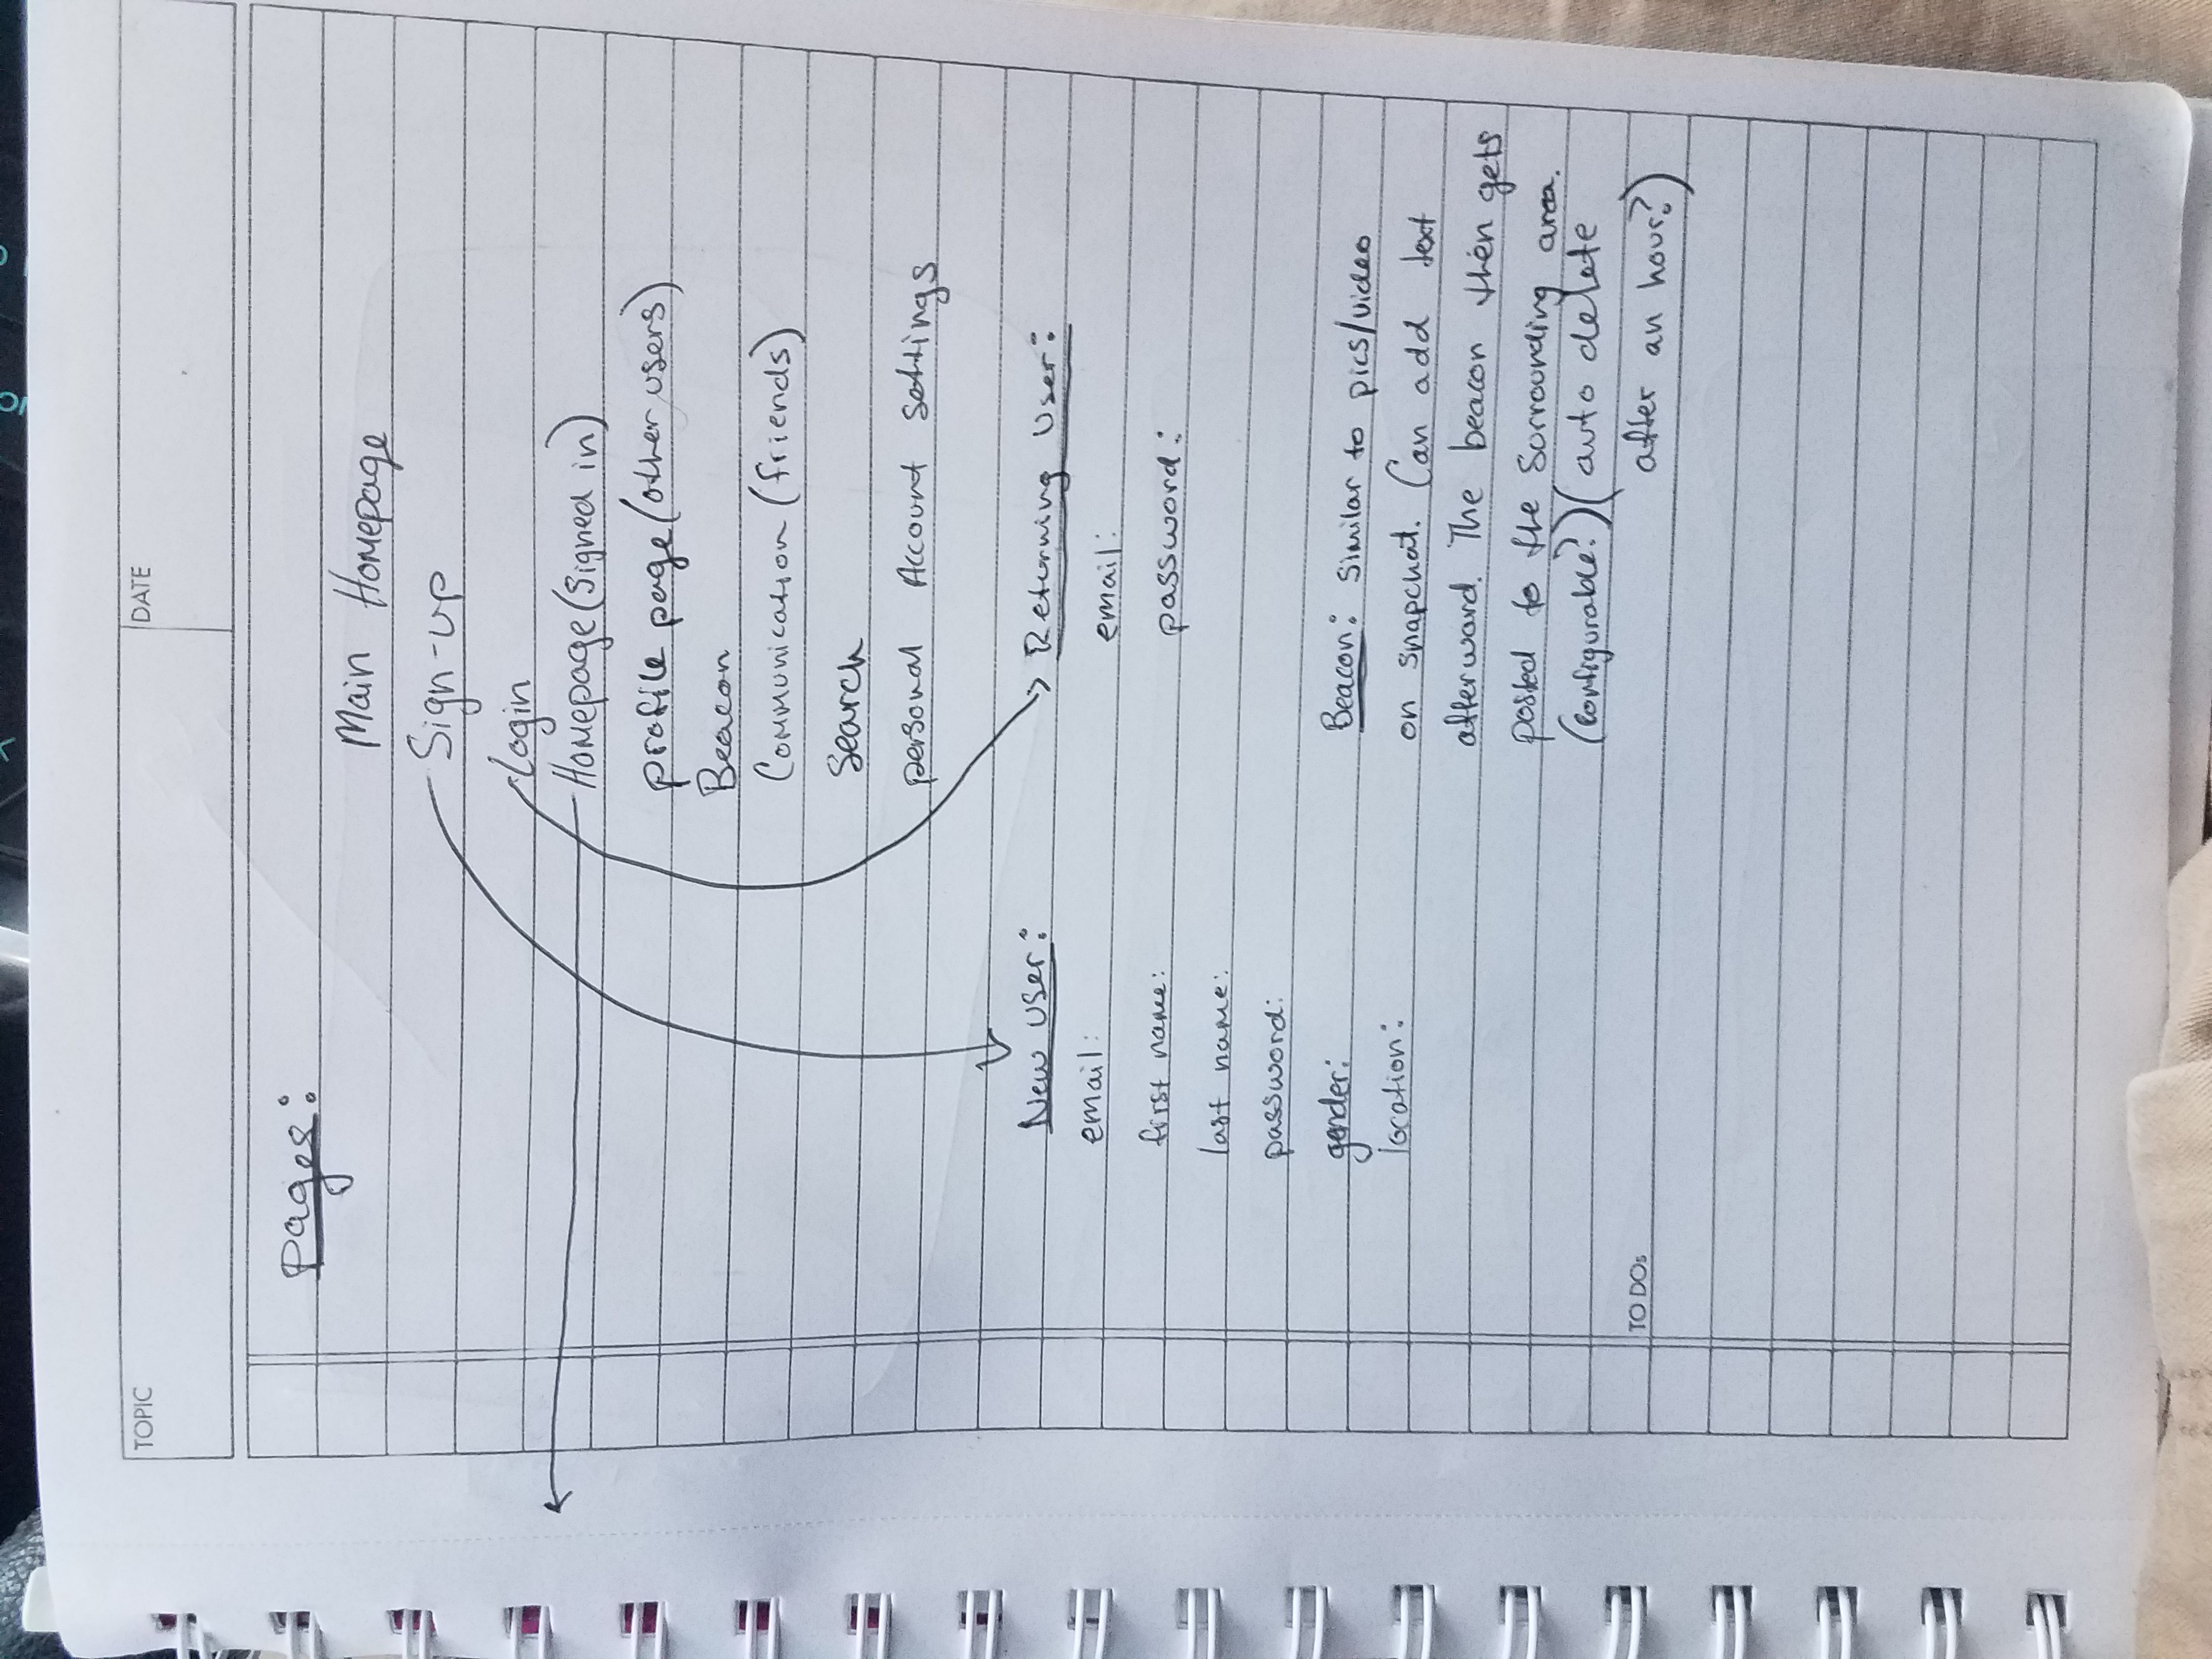 TOPIC
DATE
pages:
Main Homepage
Sign-up
Login
Homepage (signed in)
profile page (other users)
Beacon
Communication (friends)
Search
personal Account settings
New user:
email:
first name:
last name:
password:
gender:
location:
Returning User:
email:
password:
Beacon: Similar to pics/video
on snapchat. Can add text
afterward. The beacon then gets
posted to the Sorrounding area.
(configurable?) (auto delete
after an hour?)
TO DOs